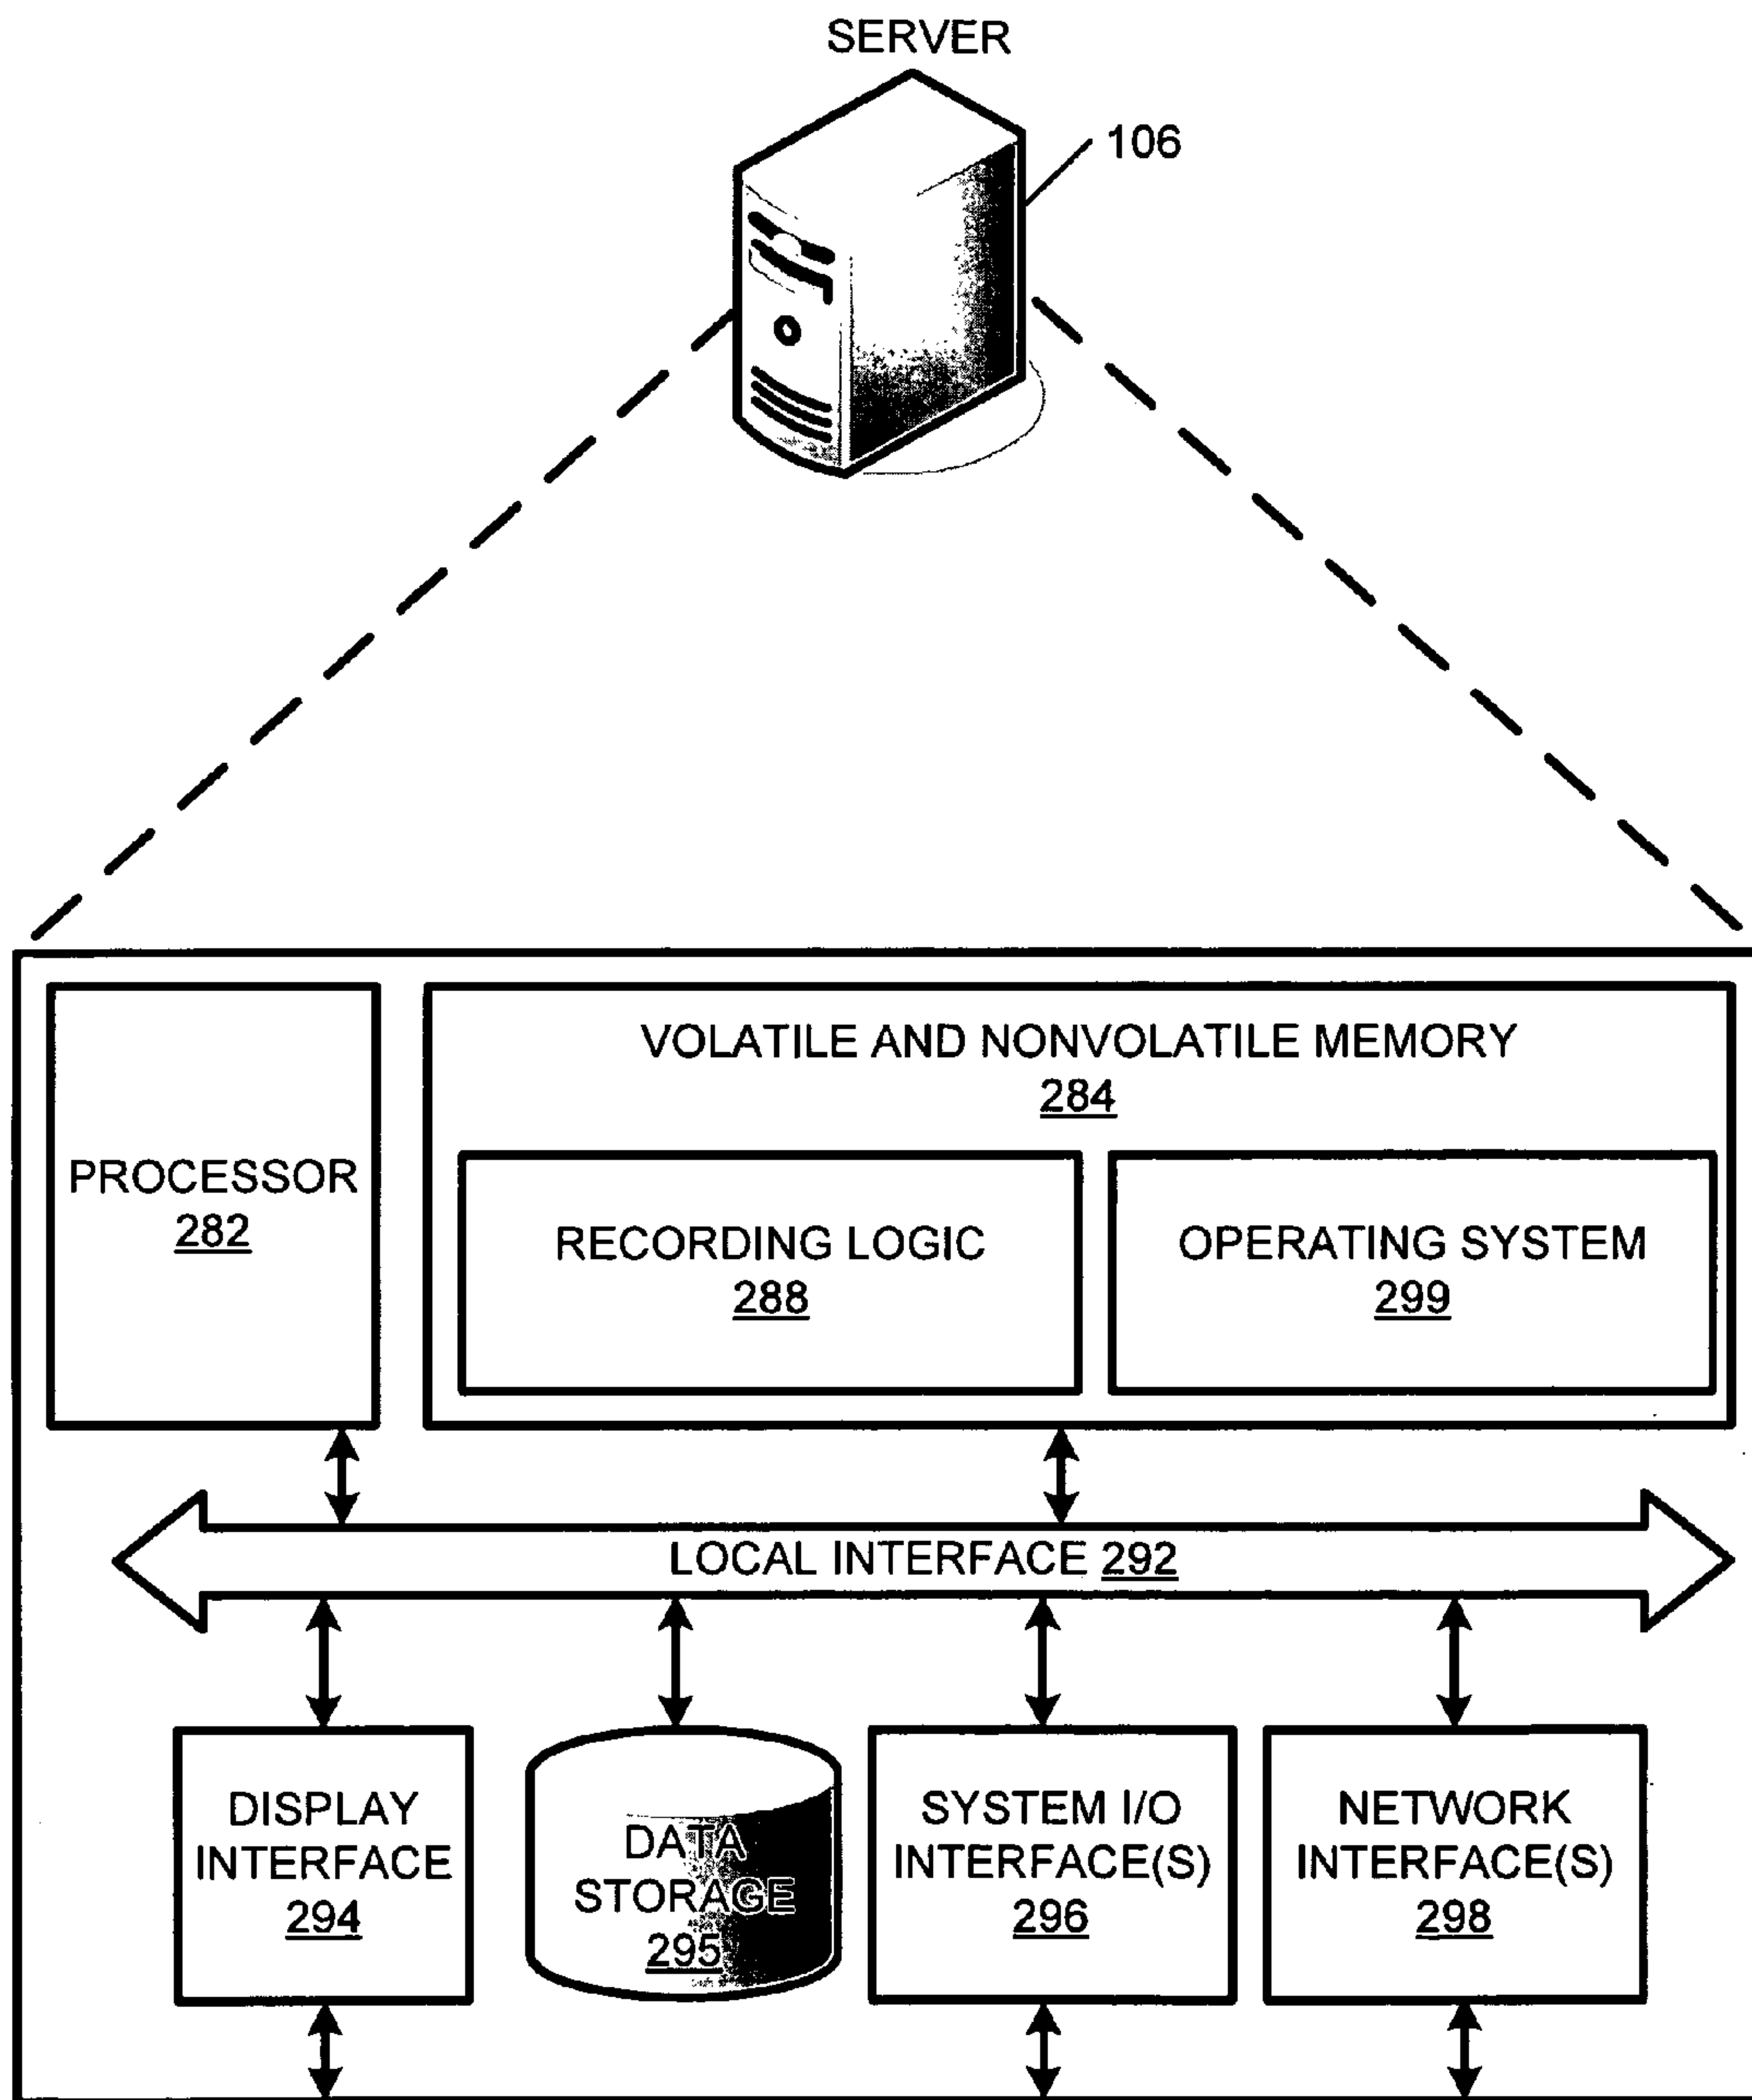 SERVER
106
VOLATILE AND NONVOLATILE MEMORY
284
PROCESSOR
282
RECORDING LOGIC
288
OPERATING SYSTEM
299
LOCAL INTERFACE 292
DISPLAY
INTERFACE
294
DATA
STORAGE
295
SYSTEM I/O
INTERFACE(S)
296
NETWORK
INTERFACE(S)
298